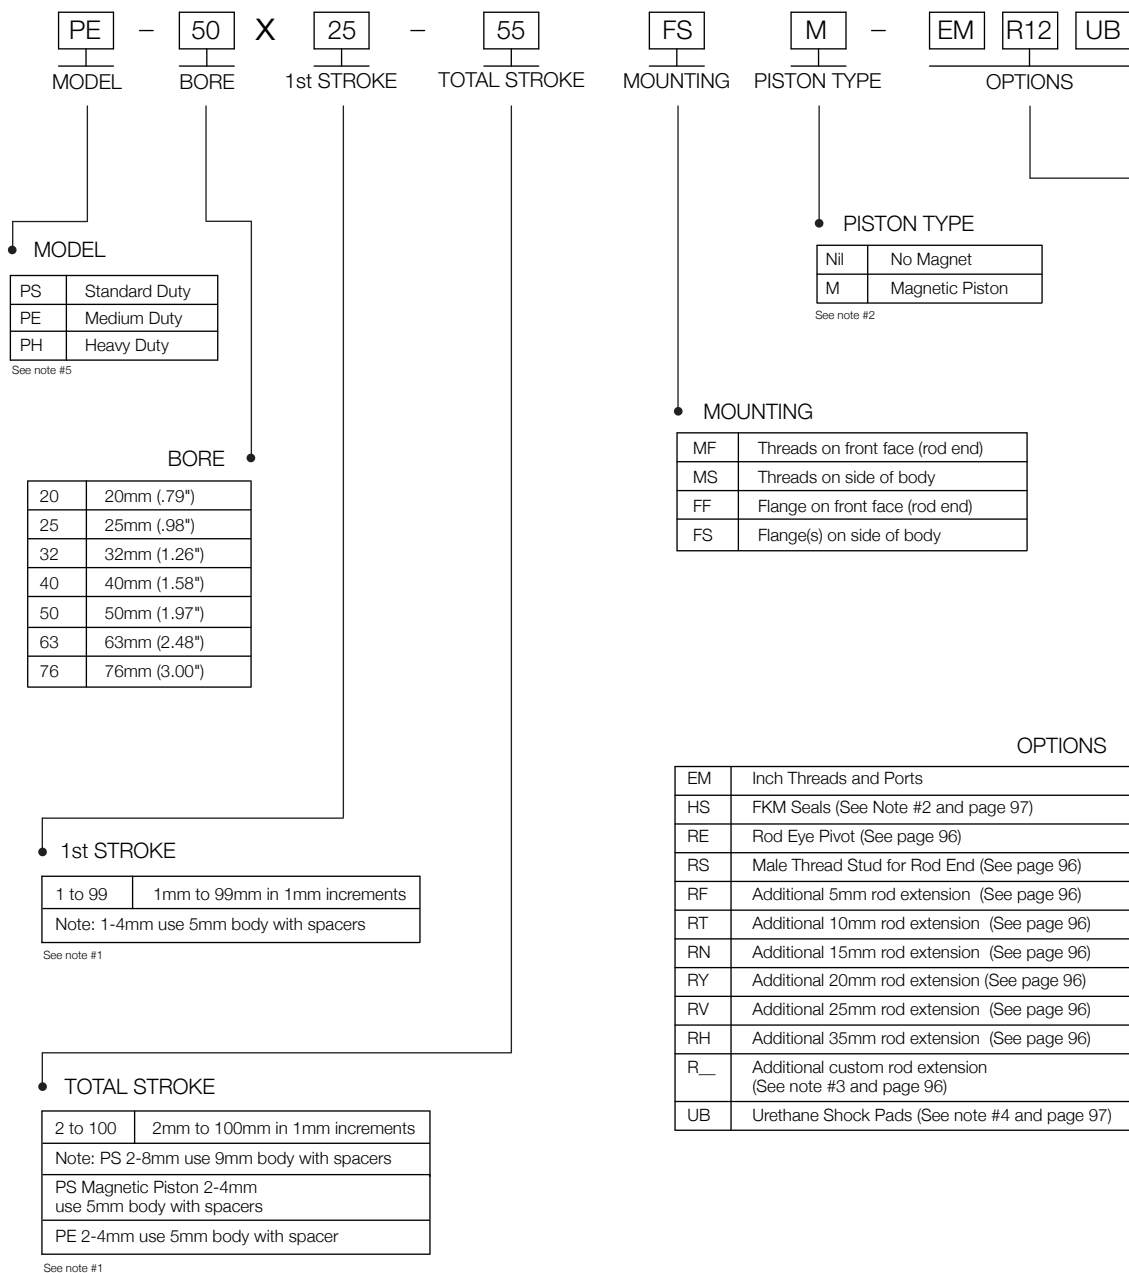 PE – 50 X 25 – 55 FS M – EM R12 UB
MODEL BORE 1st STROKE TOTAL STROKE MOUNTING PISTON TYPE OPTIONS
MODEL
PS Standard Duty
PE Medium Duty
PH Heavy Duty
See note #5
PISTON TYPE
Nil No Magnet
M Magnetic Piston
See note #2
MOUNTING
MF Threads on front face (rod end)
MS Threads on side of body
FF Flange on front face (rod end)
FS Flange(s) on side of body
BORE
20 20mm (.79")
25 25mm (.98")
32 32mm (1.26")
40 40mm (1.58")
50 50mm (1.97")
63 63mm (2.48")
76 76mm (3.00")
OPTIONS
EM Inch Threads and Ports
HS FKM Seals (See Note #2 and page 97)
RE Rod Eye Pivot (See page 96)
RS Male Thread Stud for Rod End (See page 96)
RF Additional 5mm rod extension (See page 96)
RT Additional 10mm rod extension (See page 96)
RN Additional 15mm rod extension (See page 96)
RY Additional 20mm rod extension (See page 96)
RV Additional 25mm rod extension (See page 96)
RH Additional 35mm rod extension (See page 96)
R__ Additional custom rod extension
(See note #3 and page 96)
UB Urethane Shock Pads (See note #4 and page 97)
1st STROKE
1 to 99 1mm to 99mm in 1mm increments
Note: 1-4mm use 5mm body with spacers
See note #1
TOTAL STROKE
2 to 100 2mm to 100mm in 1mm increments
Note: PS 2-8mm use 9mm body with spacers
PS Magnetic Piston 2-4mm
use 5mm body with spacers
PE 2-4mm use 5mm body with spacer
See note #1